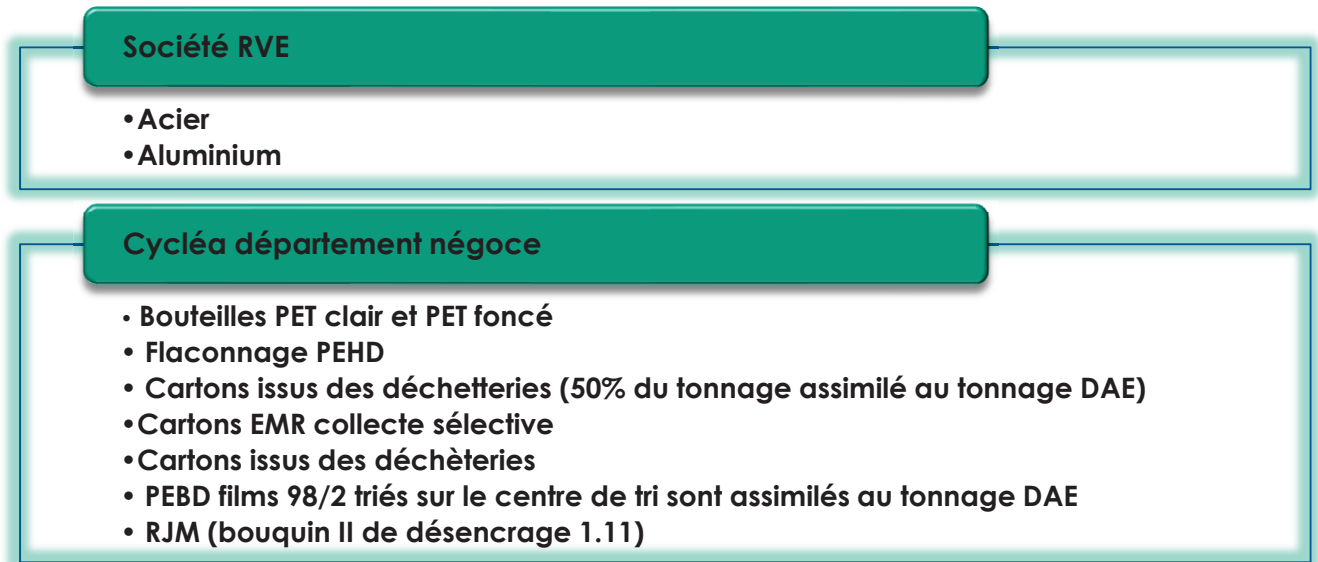 Société RVE
•Acier
•Aluminium
Cycléa département négoce
• Bouteilles PET clair et PET foncé
• Flaconnage PEHD
• Cartons issus des déchetteries (50% du tonnage assimilé au tonnage DAE)
•Cartons EMR collecte sélective
•Cartons issus des déchèteries
• PEBD films 98/2 triés sur le centre de tri sont assimilés au tonnage DAE
• RJM (bouquin II de désencrage 1.11)